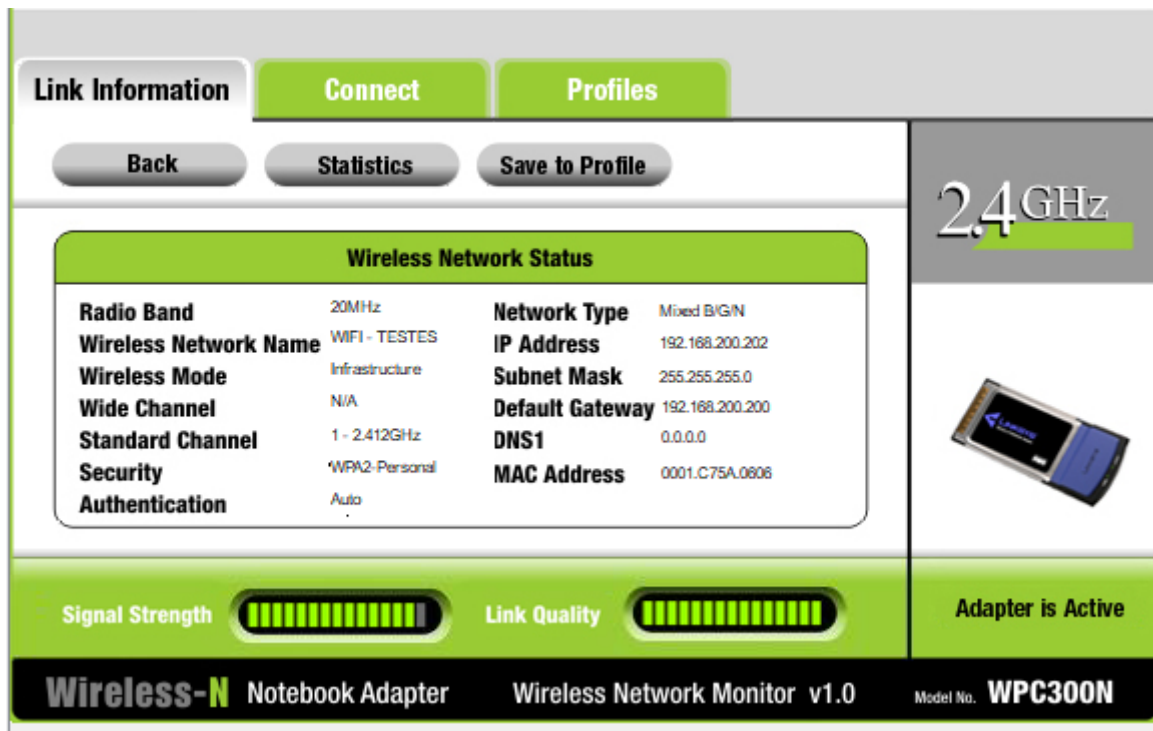 Link Information Connect Profiles
Back Statistics Save to Profile
2.4 GHz
Wireless Network Status
Radio Band 20MHz Network Type Mixed B/G/N
Wireless Network Name WIFI - TESTES IP Address 192.168.200.202
Wireless Mode Infrastructure Subnet Mask 255.255.255.0
Wide Channel N/A Default Gateway 192.168.200.200
Standard Channel 1 - 2.412GHz DNS1 0.0.0.0
Security WPA2-Personal MAC Address 0001.C75A.0606
Authentication Auto
LINKSYS
Signal Strength Link Quality Adapter is Active
Wireless-N Notebook Adapter Wireless Network Monitor v1.0 Model No. WPC300N